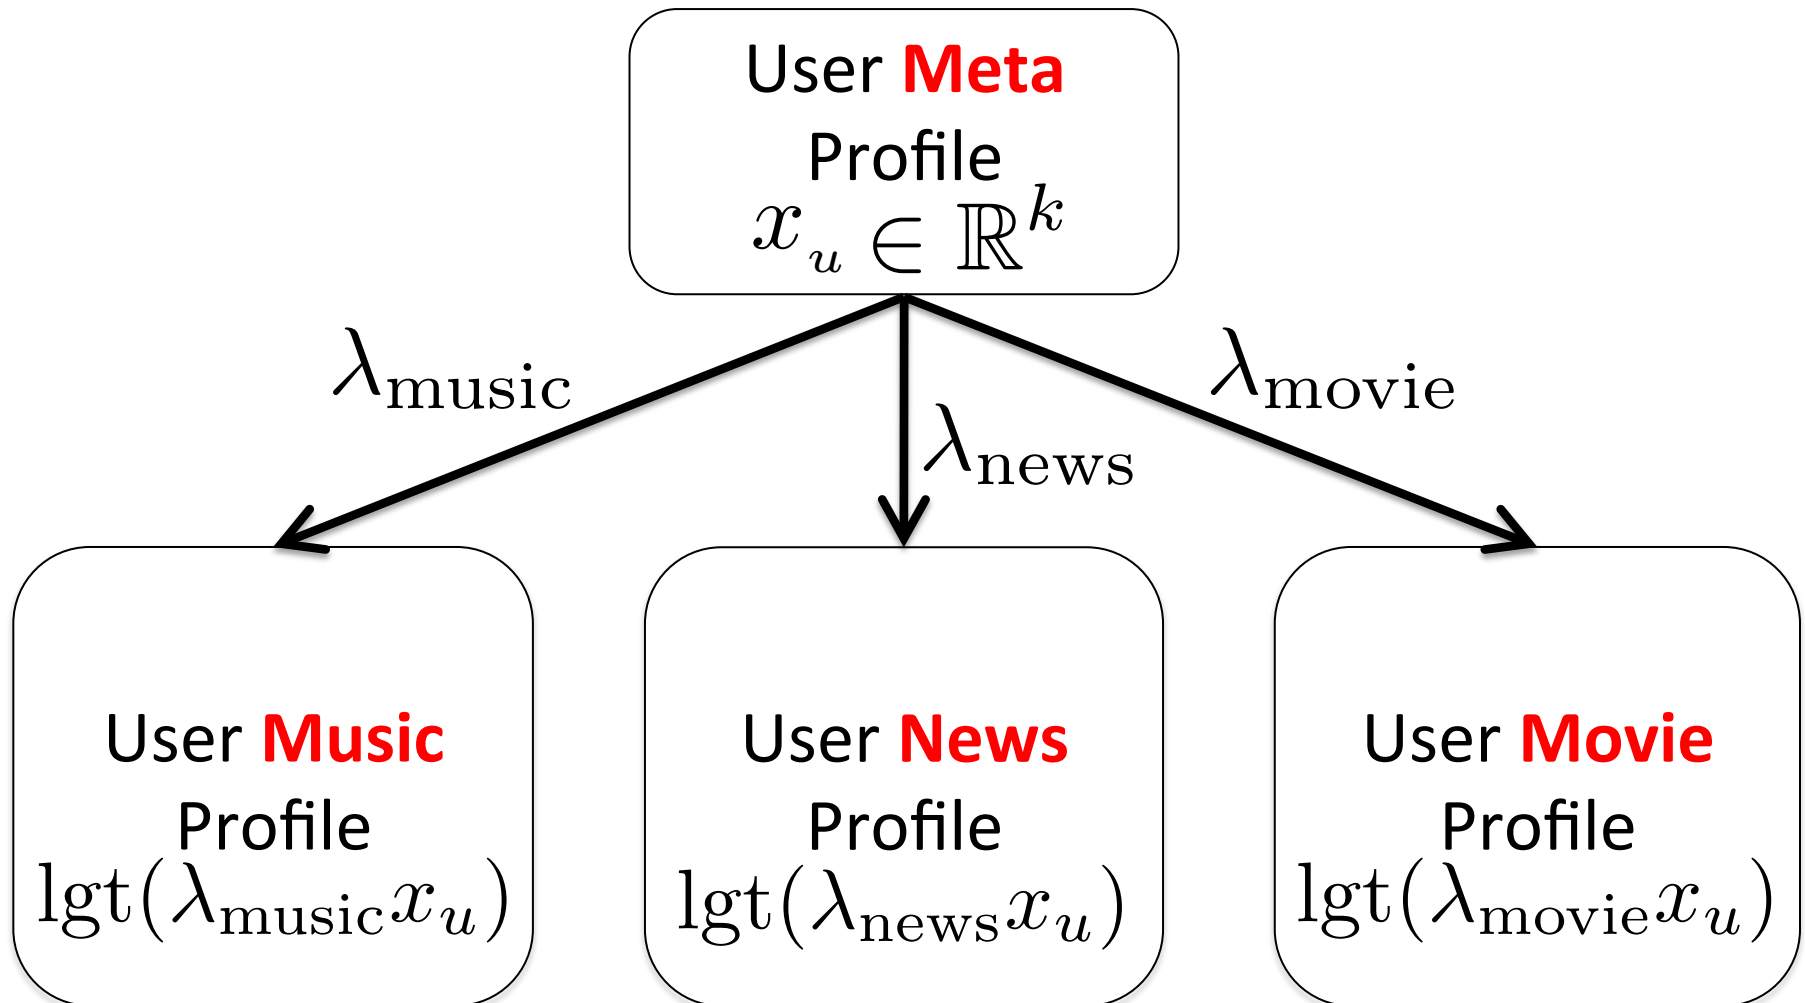 User Meta
Profile
x_u ∈ ℝ^k
λ_music
λ_movie
λ_news
User Music
Profile
lgt(λ_music x_u)
User News
Profile
lgt(λ_news x_u)
User Movie
Profile
lgt(λ_movie x_u)